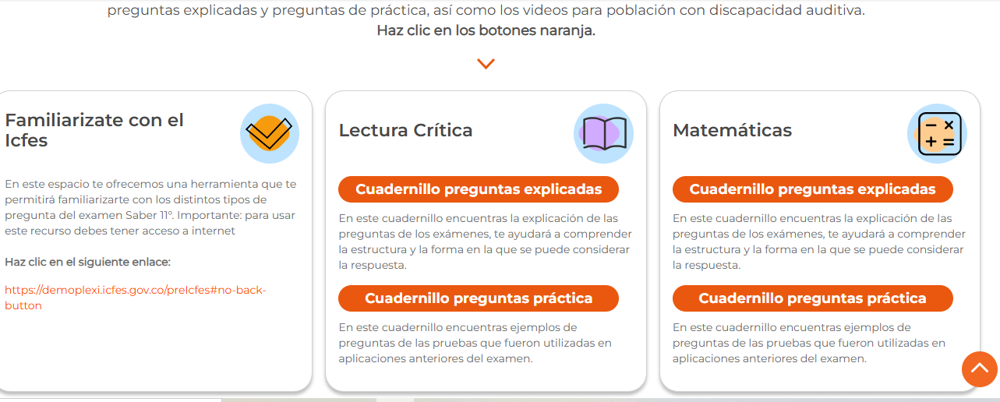 preguntas explicadas y preguntas de práctica, así como los videos para población con discapacidad auditiva.
Haz clic en los botones naranja.
Familiarizate con el
Icfes
En este espacio te ofrecemos una herramienta que te
permitirá familiarizarte con los distintos tipos de
pregunta del examen Saber 11°. Importante: para usar
este recurso debes tener acceso a internet
Haz clic en el siguiente enlace:
https://demoplexi.icfes.gov.co/preIcfes#no-back-
button
Lectura Crítica
Cuadernillo preguntas explicadas
En este cuadernillo encuentras la explicación de las
preguntas de los exámenes, te ayudará a comprender
la estructura y la forma en la que se puede considerar
la respuesta.
Cuadernillo preguntas práctica
En este cuadernillo encuentras ejemplos de
preguntas de las pruebas que fueron utilizadas en
aplicaciones anteriores del examen.
Matemáticas
Cuadernillo preguntas explicadas
En este cuadernillo encuentras la explicación de las
preguntas de los exámenes, te ayudará a comprender
la estructura y la forma en la que se puede considerar
la respuesta.
Cuadernillo preguntas práctica
En este cuadernillo encuentras ejemplos de
preguntas de las pruebas que fueron utilizadas en
aplicaciones anteriores del examen.